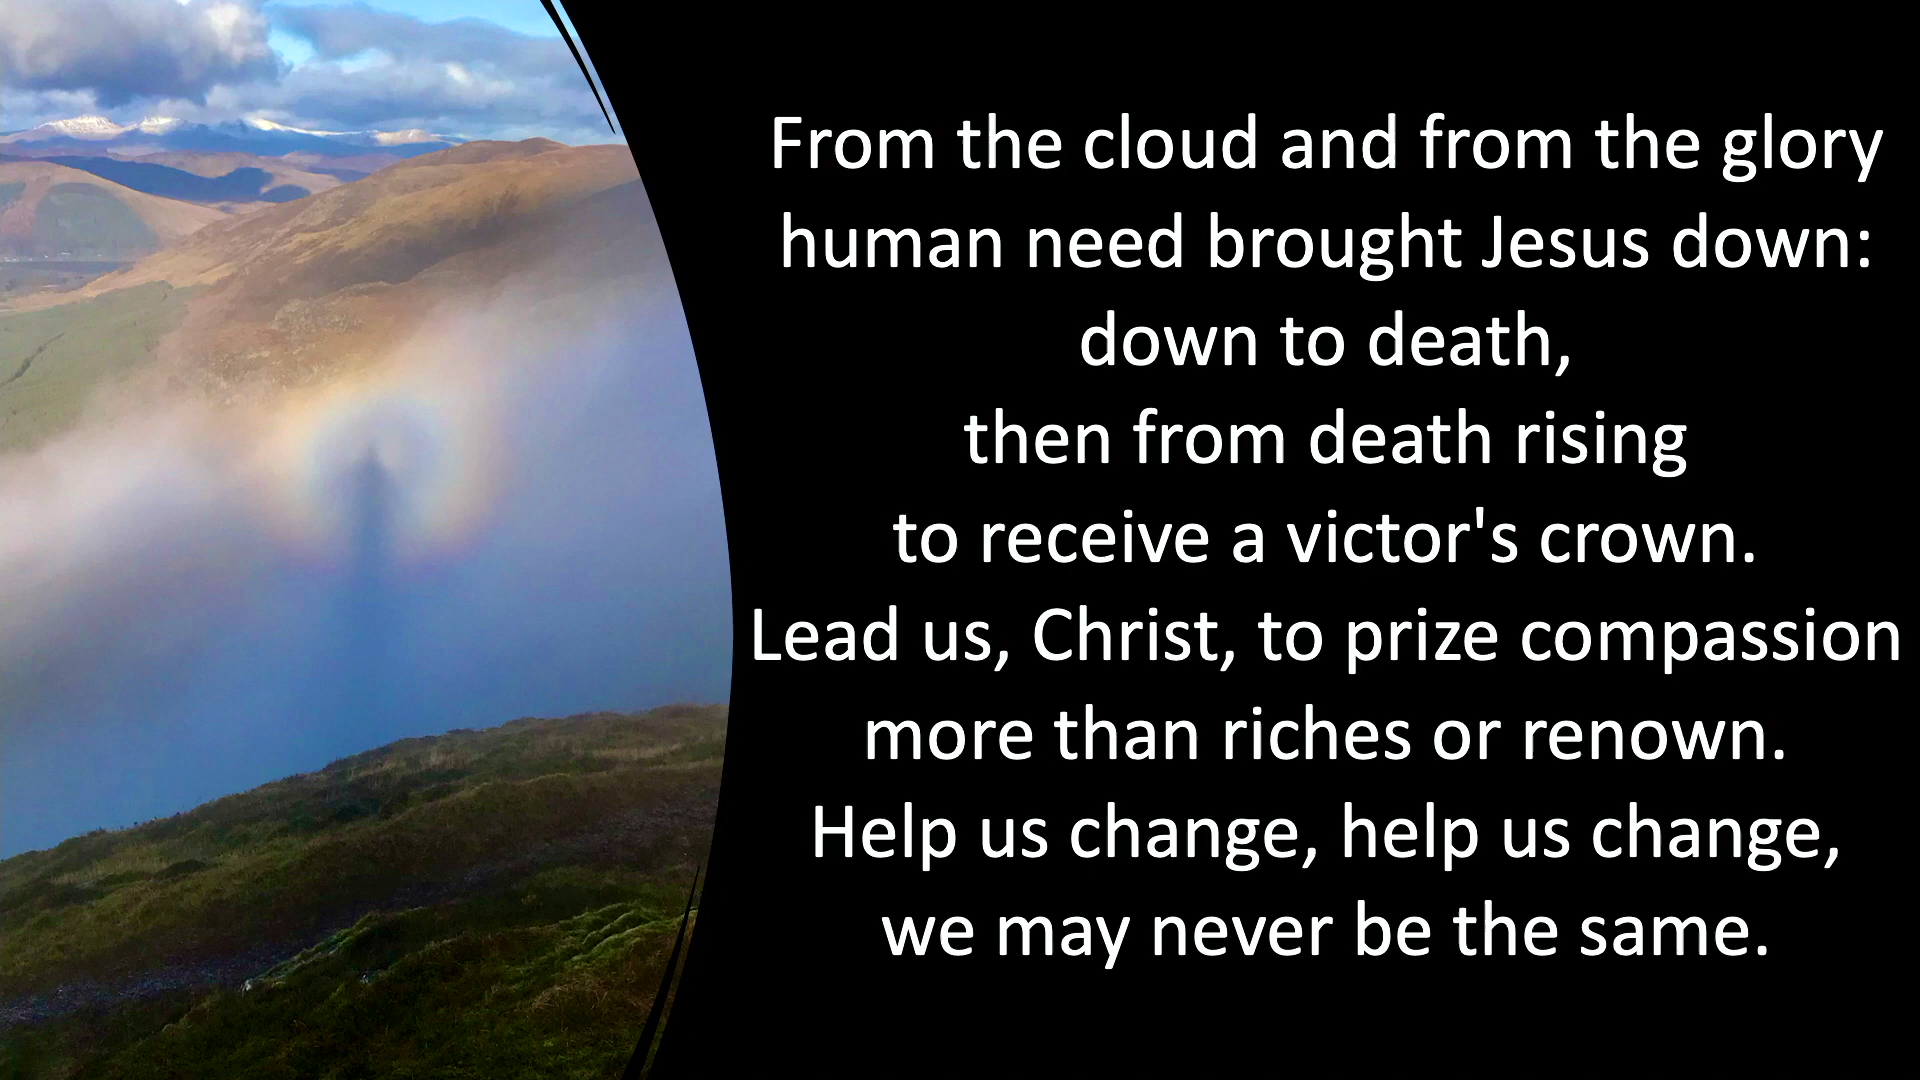 From the cloud and from the glory
human need brought Jesus down:
down to death,
then from death rising
to receive a victor's crown.
Lead us, Christ, to prize compassion
more than riches or renown.
Help us change, help us change,
we may never be the same.